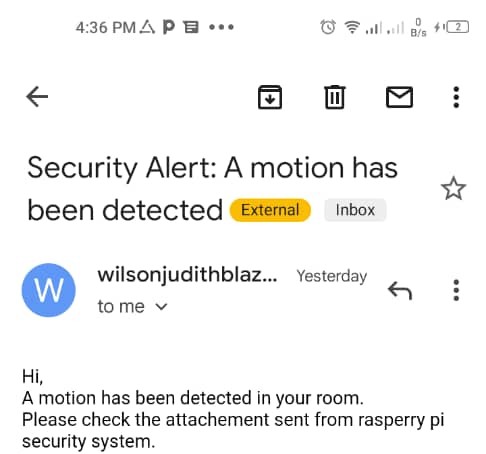 4:36 PM
0
B/s
2
Security Alert: A motion has
been detected External Inbox
W
wilsonjudithblaz... Yesterday
to me
Hi,
A motion has been detected in your room.
Please check the attachement sent from rasperry pi
security system.